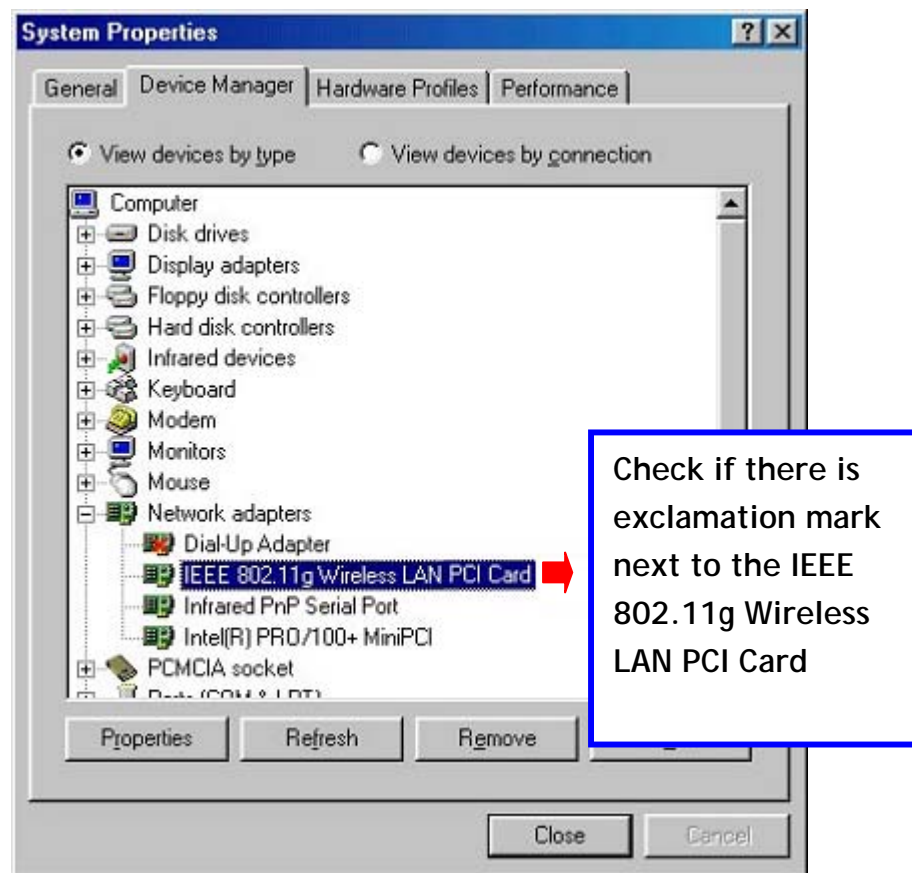 System Properties
General
Device Manager
Hardware Profiles
Performance
View devices by type
View devices by connection
Computer
Disk drives
Display adapters
Floppy disk controllers
Hard disk controllers
Infrared devices
Keyboard
Modem
Monitors
Mouse
Network adapters
Dial-Up Adapter
IEEE 802.11g Wireless LAN PCI Card
Infrared PnP Serial Port
Intel(R) PRO/100+ MiniPCI
PCMCIA socket
Ports (COM & LPT)
Check if there is
exclamation mark
next to the IEEE
802.11g Wireless
LAN PCI Card
Properties
Refresh
Remove
Close
Cancel